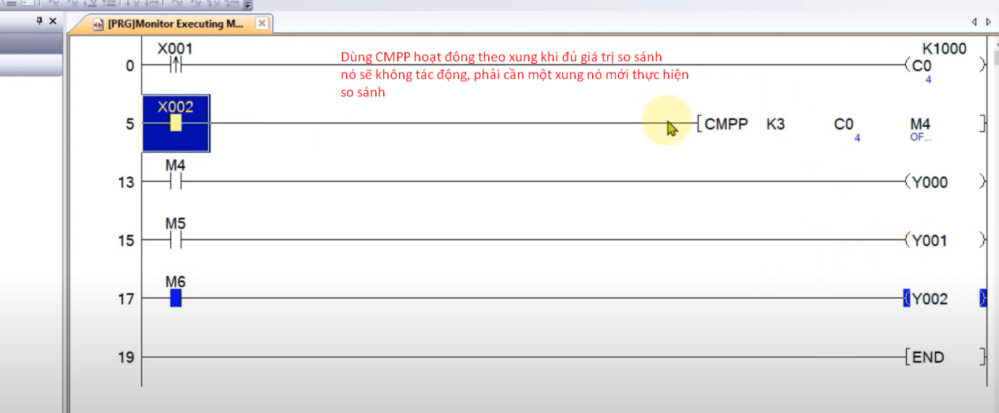 [PRG]Monitor Executing M...
X001
K1000
Dùng CMPP hoạt đông theo xung khi đủ giá trị so sánh
nó sẽ không tác động, phải cần một xung nó mới thực hiện
so sánh
0
C0
4
X002
5
CMPP K3 C0 M4
4 OF...
M4
13
Y000
M5
15
Y001
M6
17
Y002
19
END